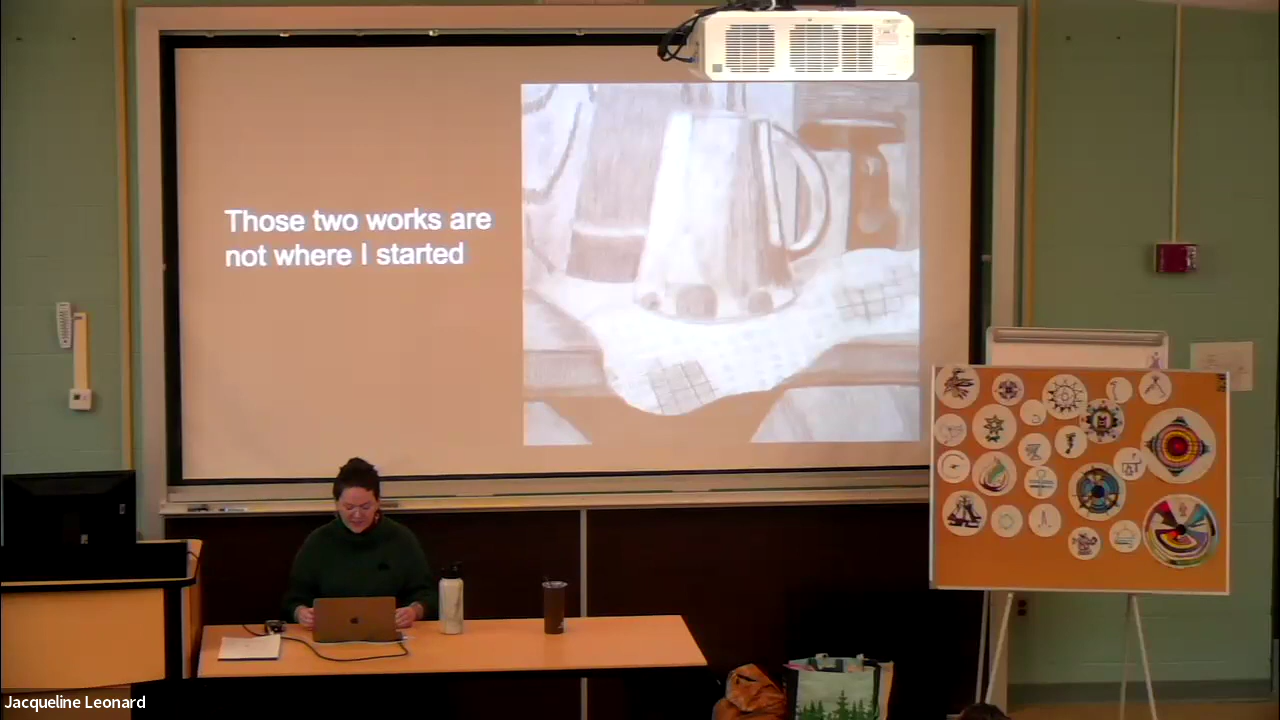 Those two works are
not where I started
Jacqueline Leonard